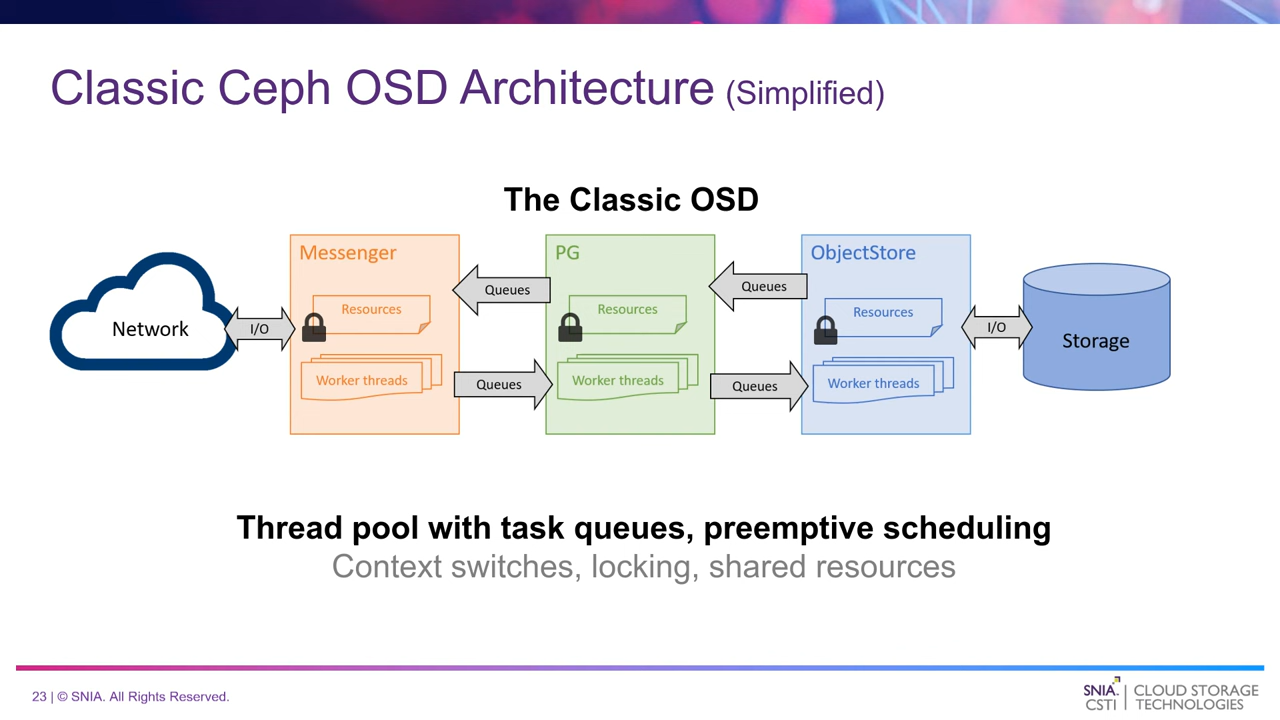 Classic Ceph OSD Architecture (Simplified)
The Classic OSD
Network
I/O
Messenger
Resources
Worker threads
Queues
Queues
PG
Resources
Worker threads
Queues
Queues
ObjectStore
Resources
Worker threads
I/O
Storage
Thread pool with task queues, preemptive scheduling
Context switches, locking, shared resources
23 | © SNIA. All Rights Reserved.
SNIA.
CSTI
CLOUD STORAGE
TECHNOLOGIES